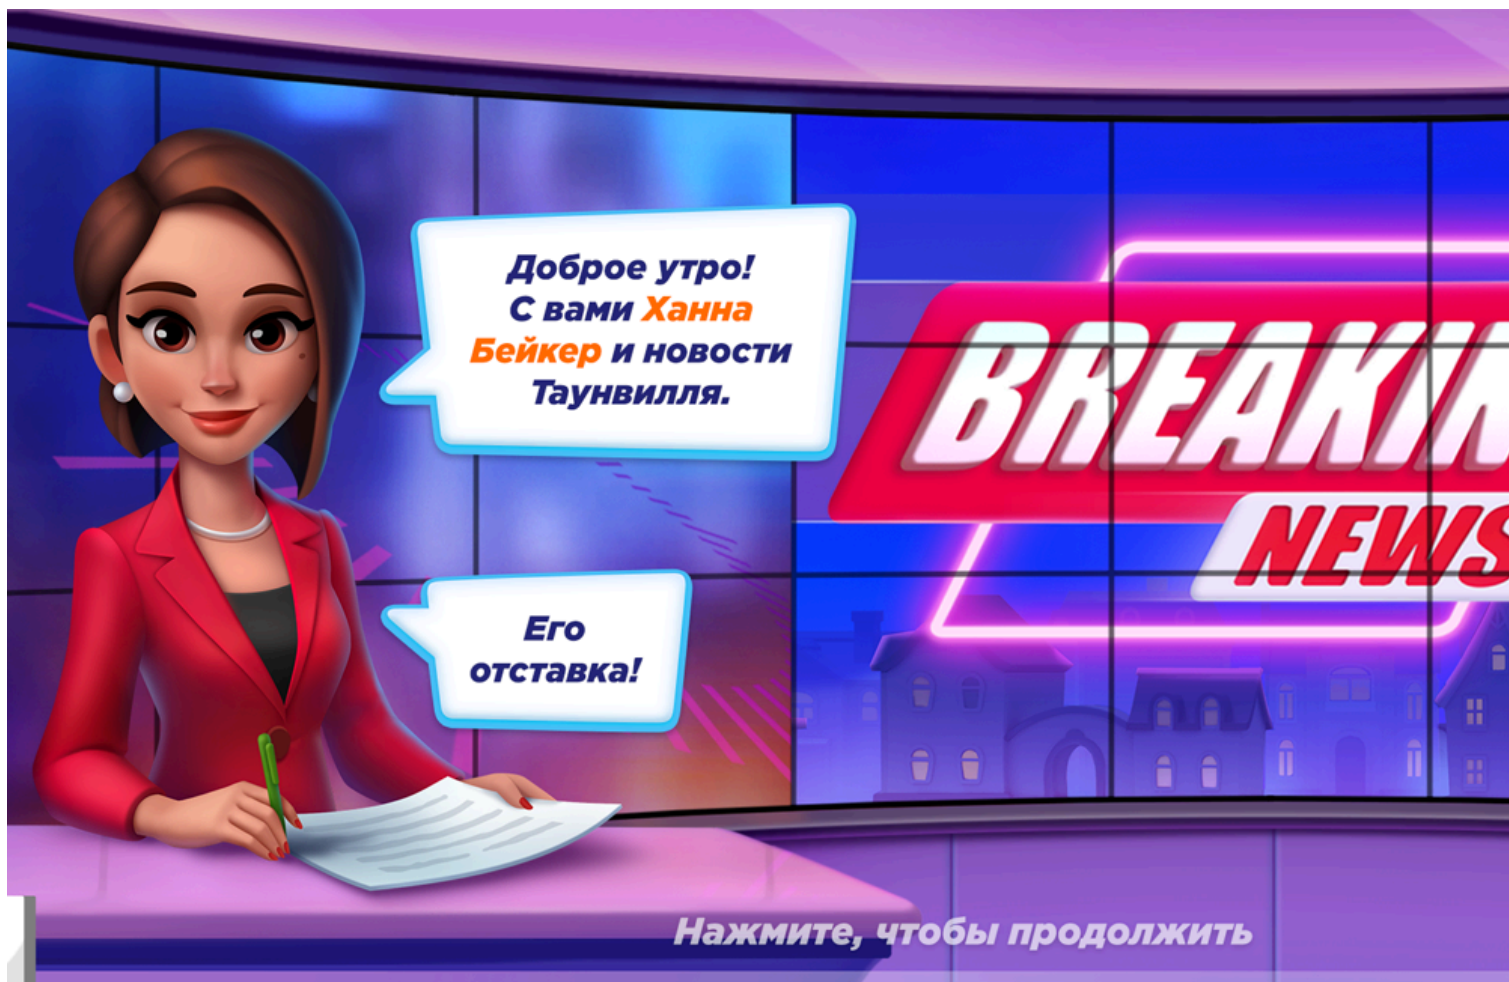 Доброе утро!
С вами Ханна
Бейкер и новости
Таунвилля.
BREAKIN
NEWS
Его
отставка!
Нажмите, чтобы продолжить